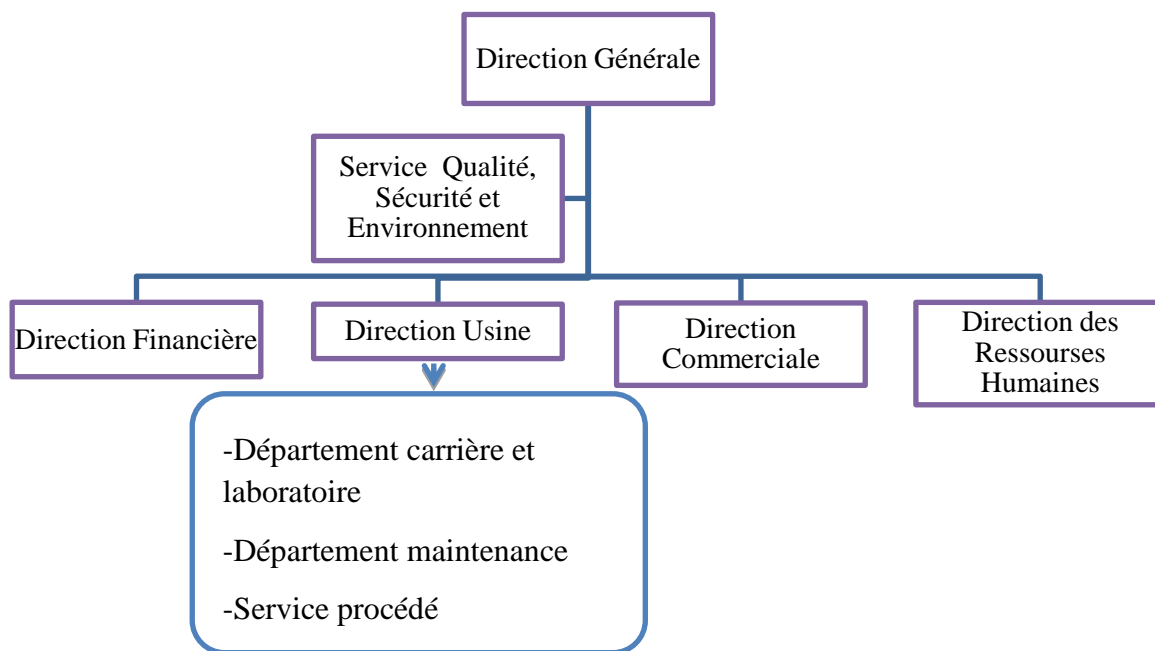 Direction Générale
Service Qualité,
Sécurité et
Environnement
Direction Financière
Direction Usine
Direction
Commerciale
Direction des
Ressourses
Humaines
-Département carrière et
laboratoire
-Département maintenance
-Service procédé